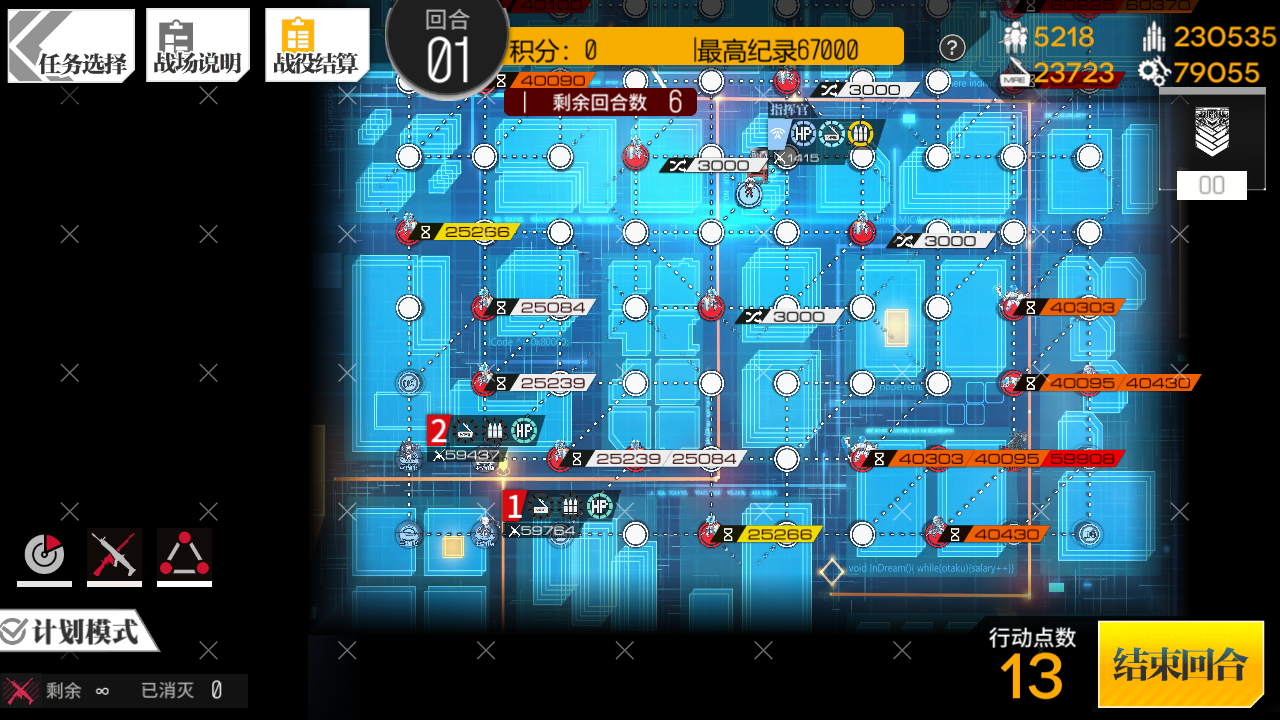 任务选择
战场说明
战役结算
回合
01
积分：0
最高纪录67000
?
5218
230535
MRE
23723
79055
剩余回合数 6
40090
3000
指挥官
HP
1415
3000
00
25266
3000
25084
3000
40303
25239
40095 40430
2
HP
59437
25239 25084
40303 40095 59908
1
HP
59764
25266
40430
void InDream(){ while(otaku){salary++}}
计划模式
剩余 ∞ 已消灭 0
行动点数
13
结束回合